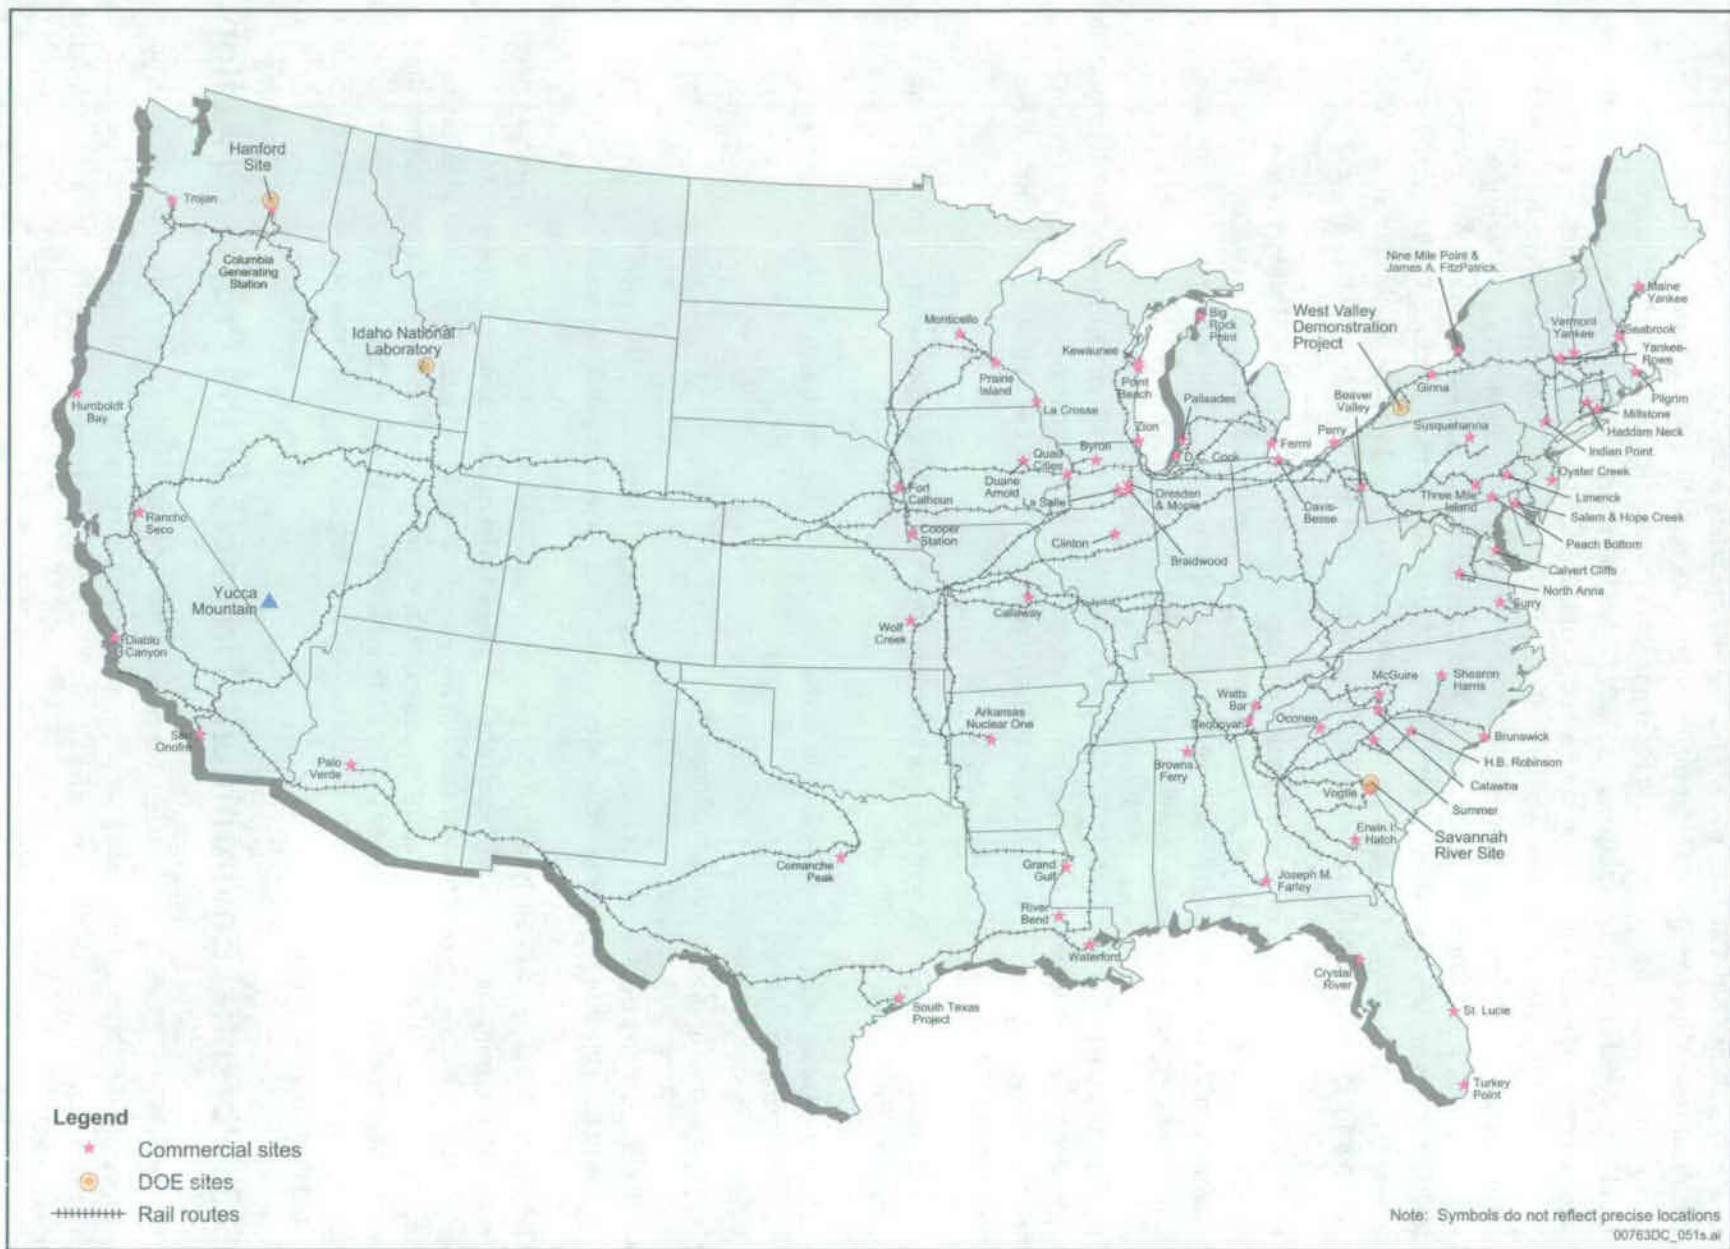 Hanford
Site
Trojan
Columbia
Generating
Station
Idaho National
Laboratory
Humboldt
Bay
Rancho
Seco
Yucca
Mountain
Diablo
Canyon
San
Onofre
Palo
Verde
Monticello
Prairie
Island
La Crosse
Kewaunee
Point
Beach
Big
Rock
Point
Palisades
Zion
Byron
Quad
Cities
Duane
Arnold
La Salle
D.C. Cook
Dresden
& Morris
Braidwood
Clinton
Fort
Calhoun
Cooper
Station
Wolf
Creek
Callaway
Arkansas
Nuclear One
Comanche
Peak
South Texas
Project
Grand
Gulf
River
Bend
Waterford
Nine Mile Point &
James A. FitzPatrick
West Valley
Demonstration
Project
Beaver
Valley
Perry
Fermi
Davis-
Besse
Ginna
Susquehanna
Three Mile
Island
Vermont
Yankee
Maine
Yankee
Seabrook
Yankee-
Rowe
Pilgrim
Millstone
Haddam Neck
Indian Point
Oyster Creek
Limerick
Salem & Hope Creek
Peach Bottom
Calvert Cliffs
North Anna
Surry
McGuire
Shearon
Harris
Watts
Bar
Sequoyah
Oconee
Browns
Ferry
Brunswick
H.B. Robinson
Catawba
Summer
Vogtle
Savannah
River Site
Erwin I.
Hatch
Joseph M.
Farley
Crystal
River
St. Lucie
Turkey
Point
Legend
Commercial sites
DOE sites
Rail routes
Note: Symbols do not reflect precise locations
00763DC_051s.ai